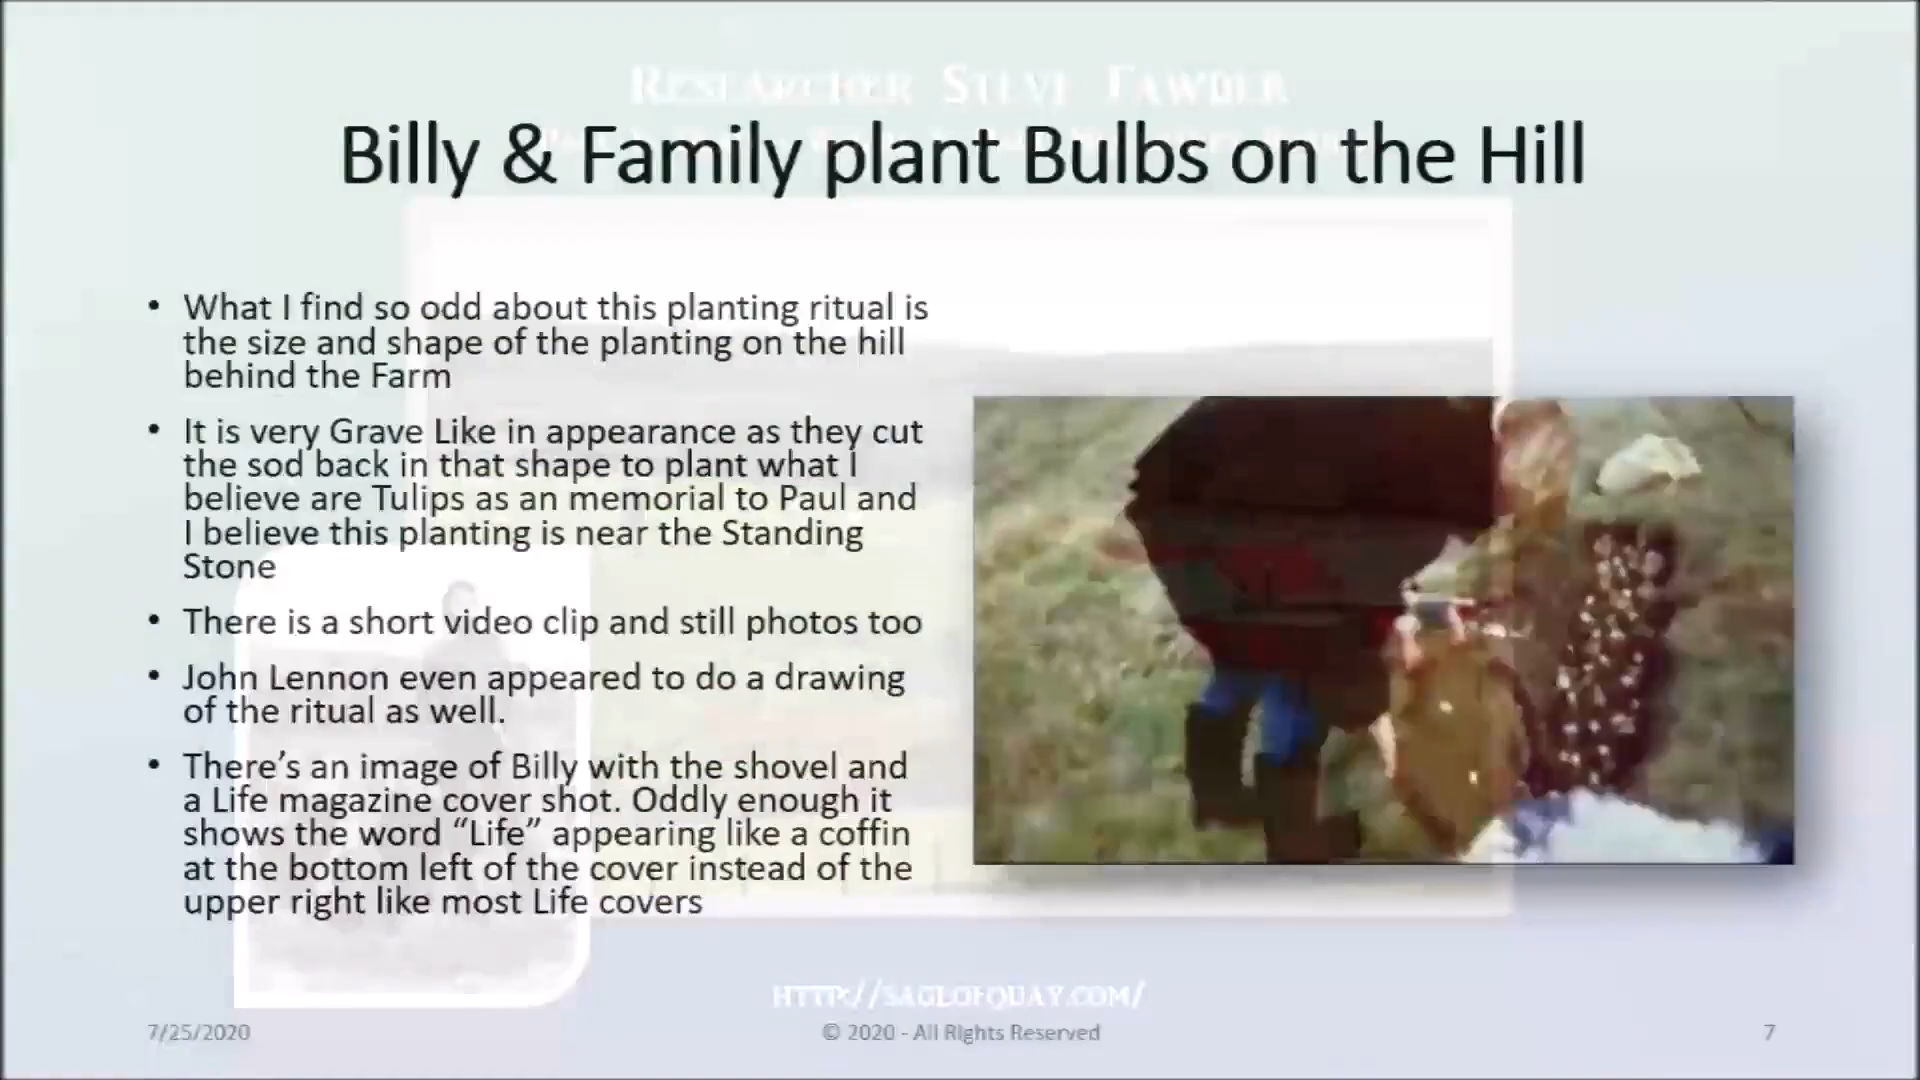 Billy & Family plant Bulbs on the Hill
• What I find so odd about this planting ritual is
the size and shape of the planting on the hill
behind the Farm
• It is very Grave Like in appearance as they cut
the sod back in that shape to plant what I
believe are Tulips as an memorial to Paul and
I believe this planting is near the Standing
Stone
• There is a short video clip and still photos too
• John Lennon even appeared to do a drawing
of the ritual as well.
• There’s an image of Billy with the shovel and
a Life magazine cover shot. Oddly enough it
shows the word “Life” appearing like a coffin
at the bottom left of the cover instead of the
upper right like most Life covers
7/25/2020
© 2020 - All Rights Reserved
7
RESEARCHER STEVE
HTTP://SAGEOFQUAY.COM/